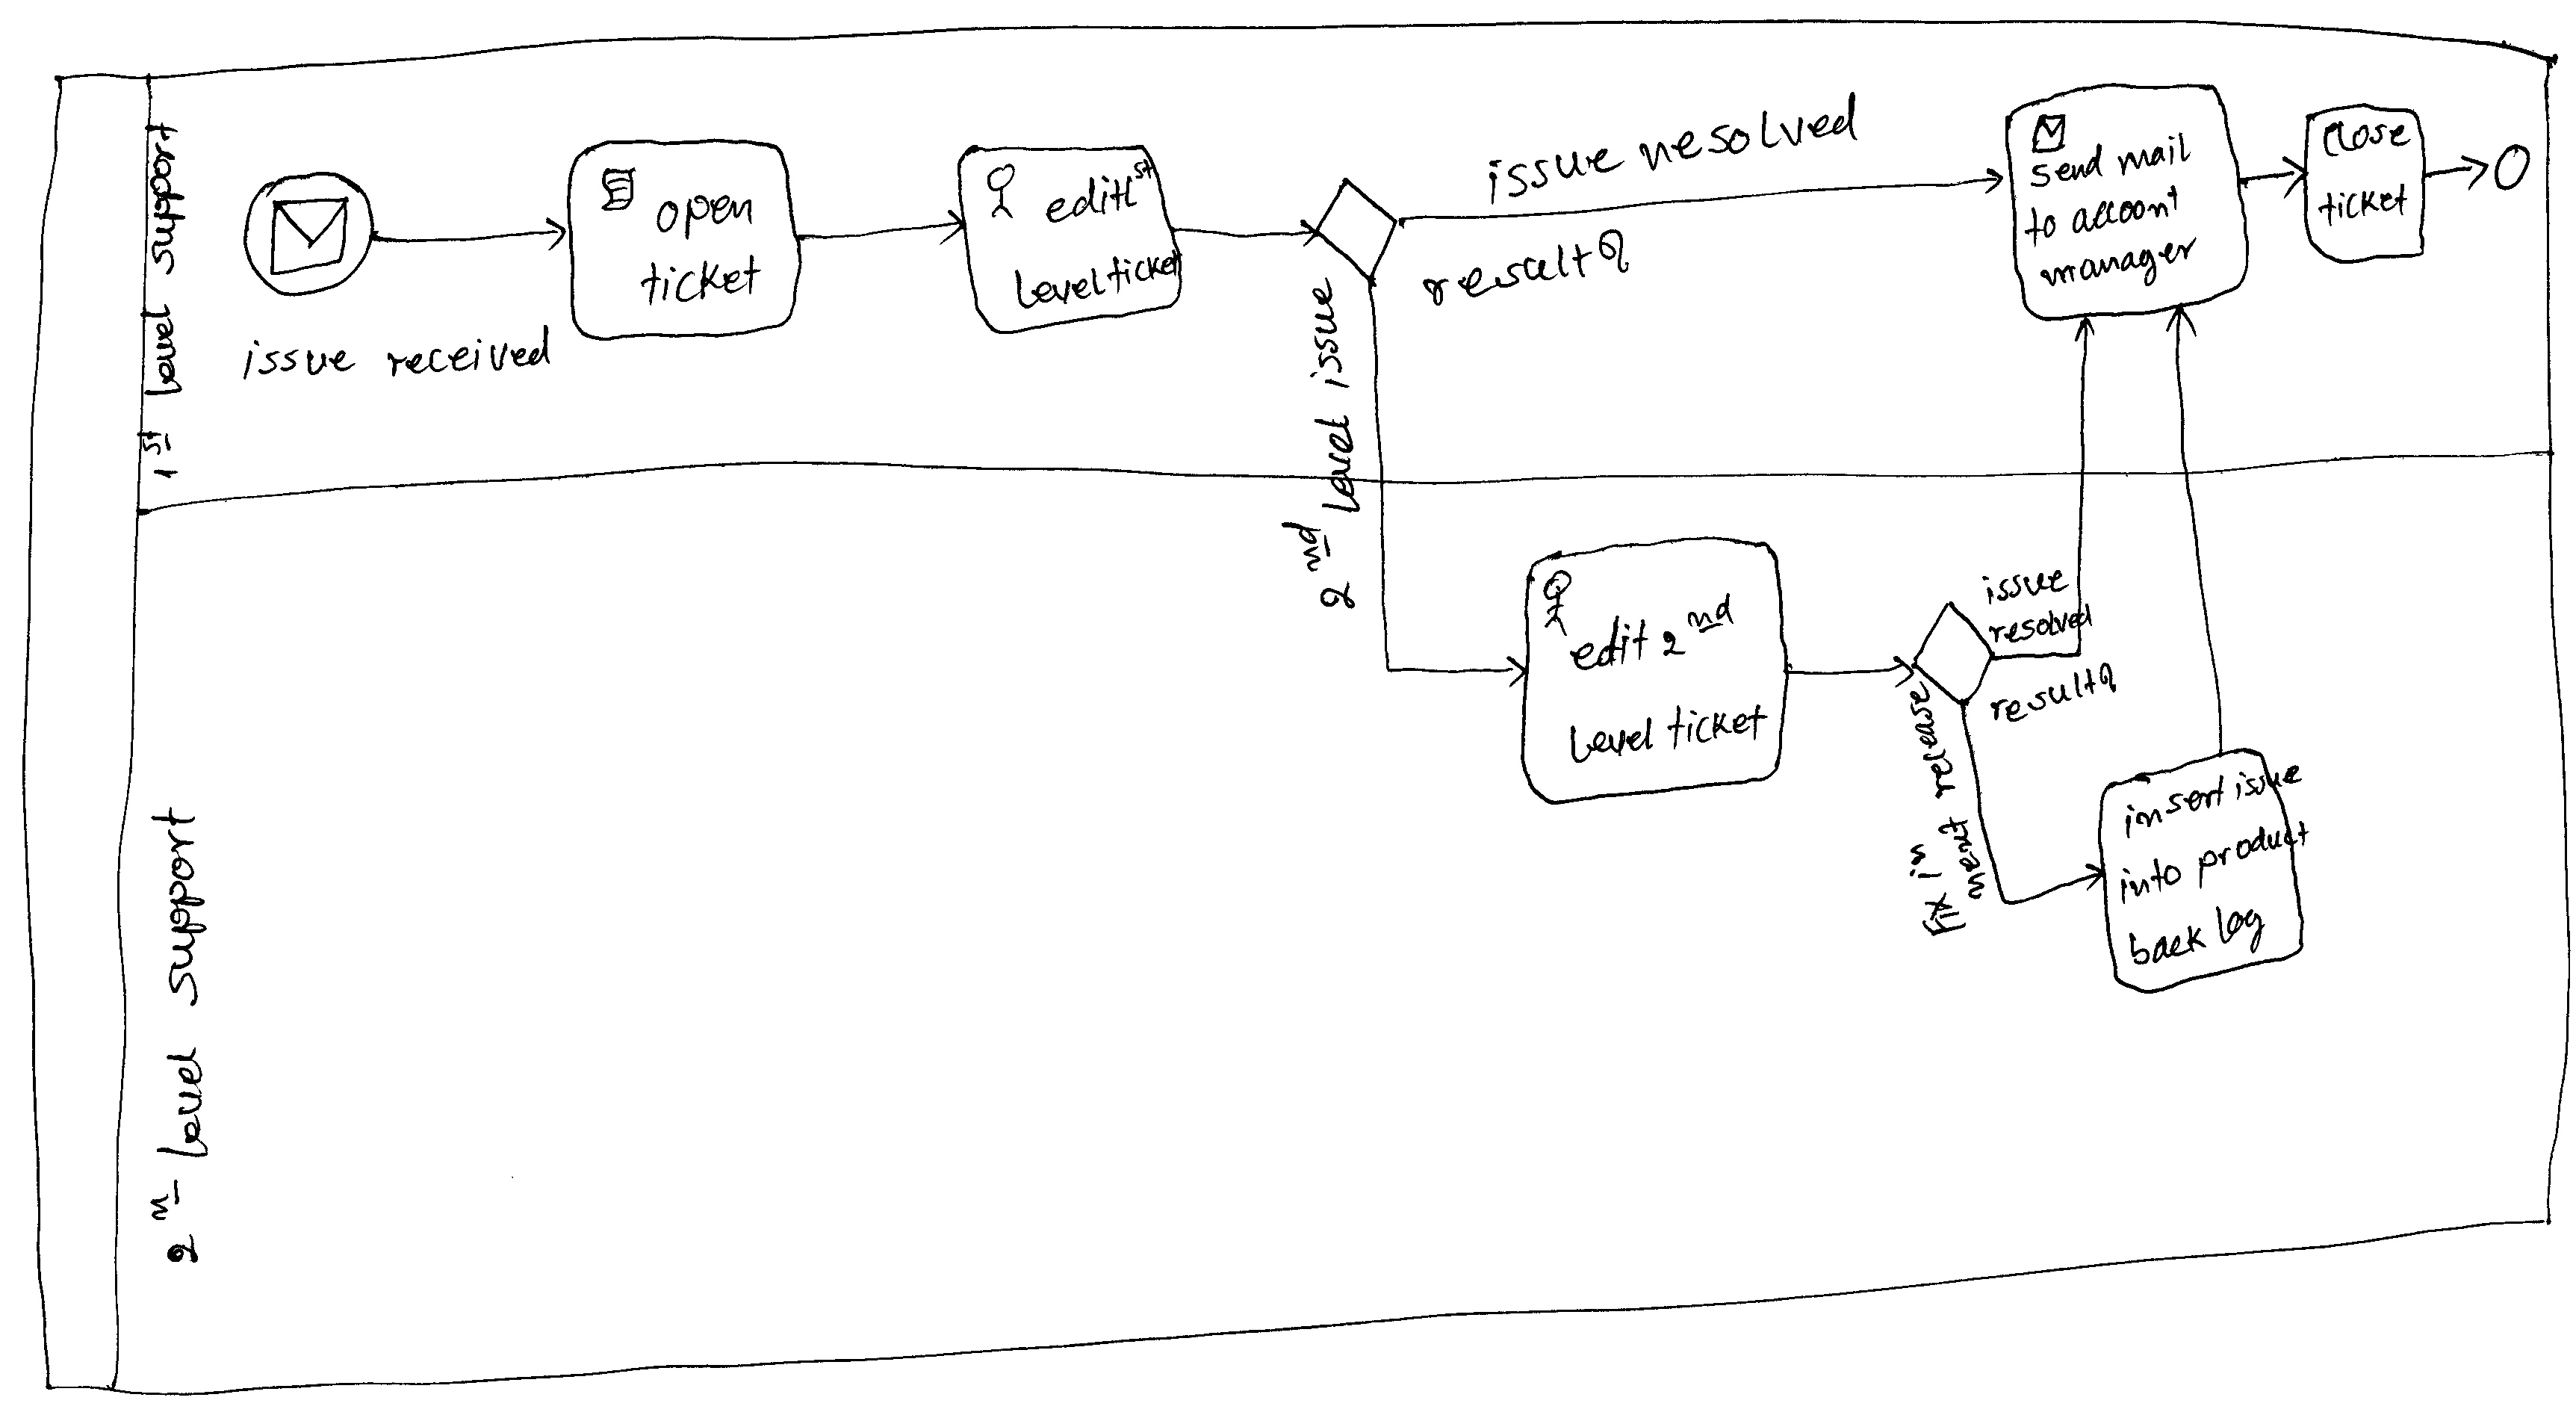 1st level support
issue received
open
ticket
edit 1st
level ticket
issue resolved
result?
2nd level issue
send mail
to account
manager
close
ticket
2n level support
edit 2nd
level ticket
issue
resolved
result?
fix in
next release
insert issue
into product
back log